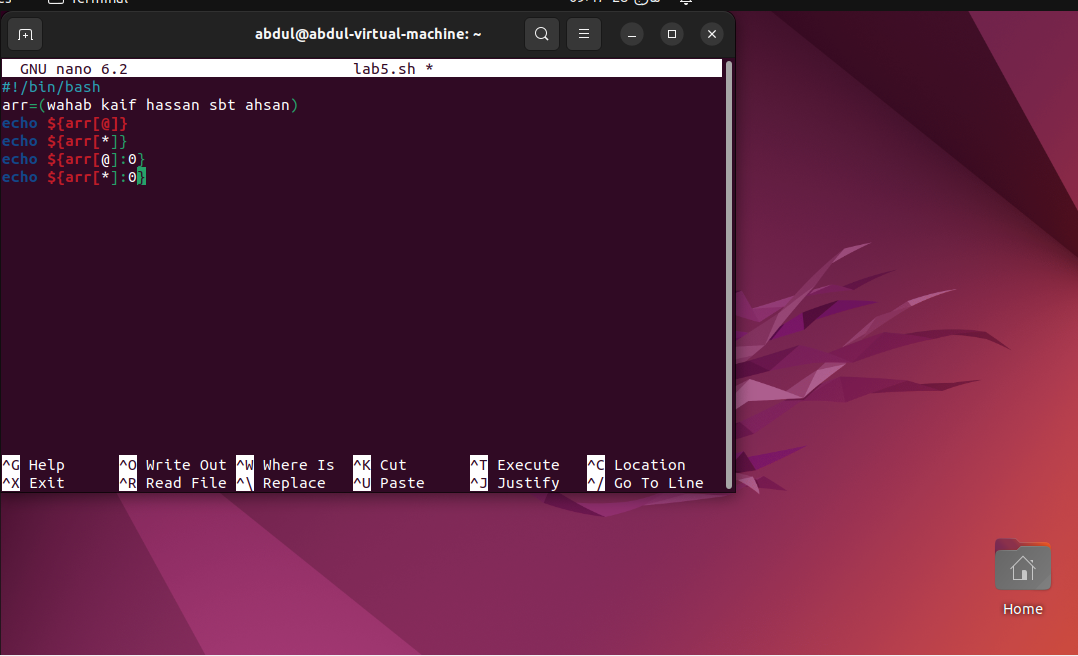 Terminal
abdul@abdul-virtual-machine: ~
GNU nano 6.2 lab5.sh *
#!/bin/bash
arr=(wahab kaif hassan sbt ahsan)
echo ${arr[@]}
echo ${arr[*]}
echo ${arr[@]:0}
echo ${arr[*]:0}
^G Help ^O Write Out ^W Where Is ^K Cut ^T Execute ^C Location
^X Exit ^R Read File ^\ Replace ^U Paste ^J Justify ^/ Go To Line
Home